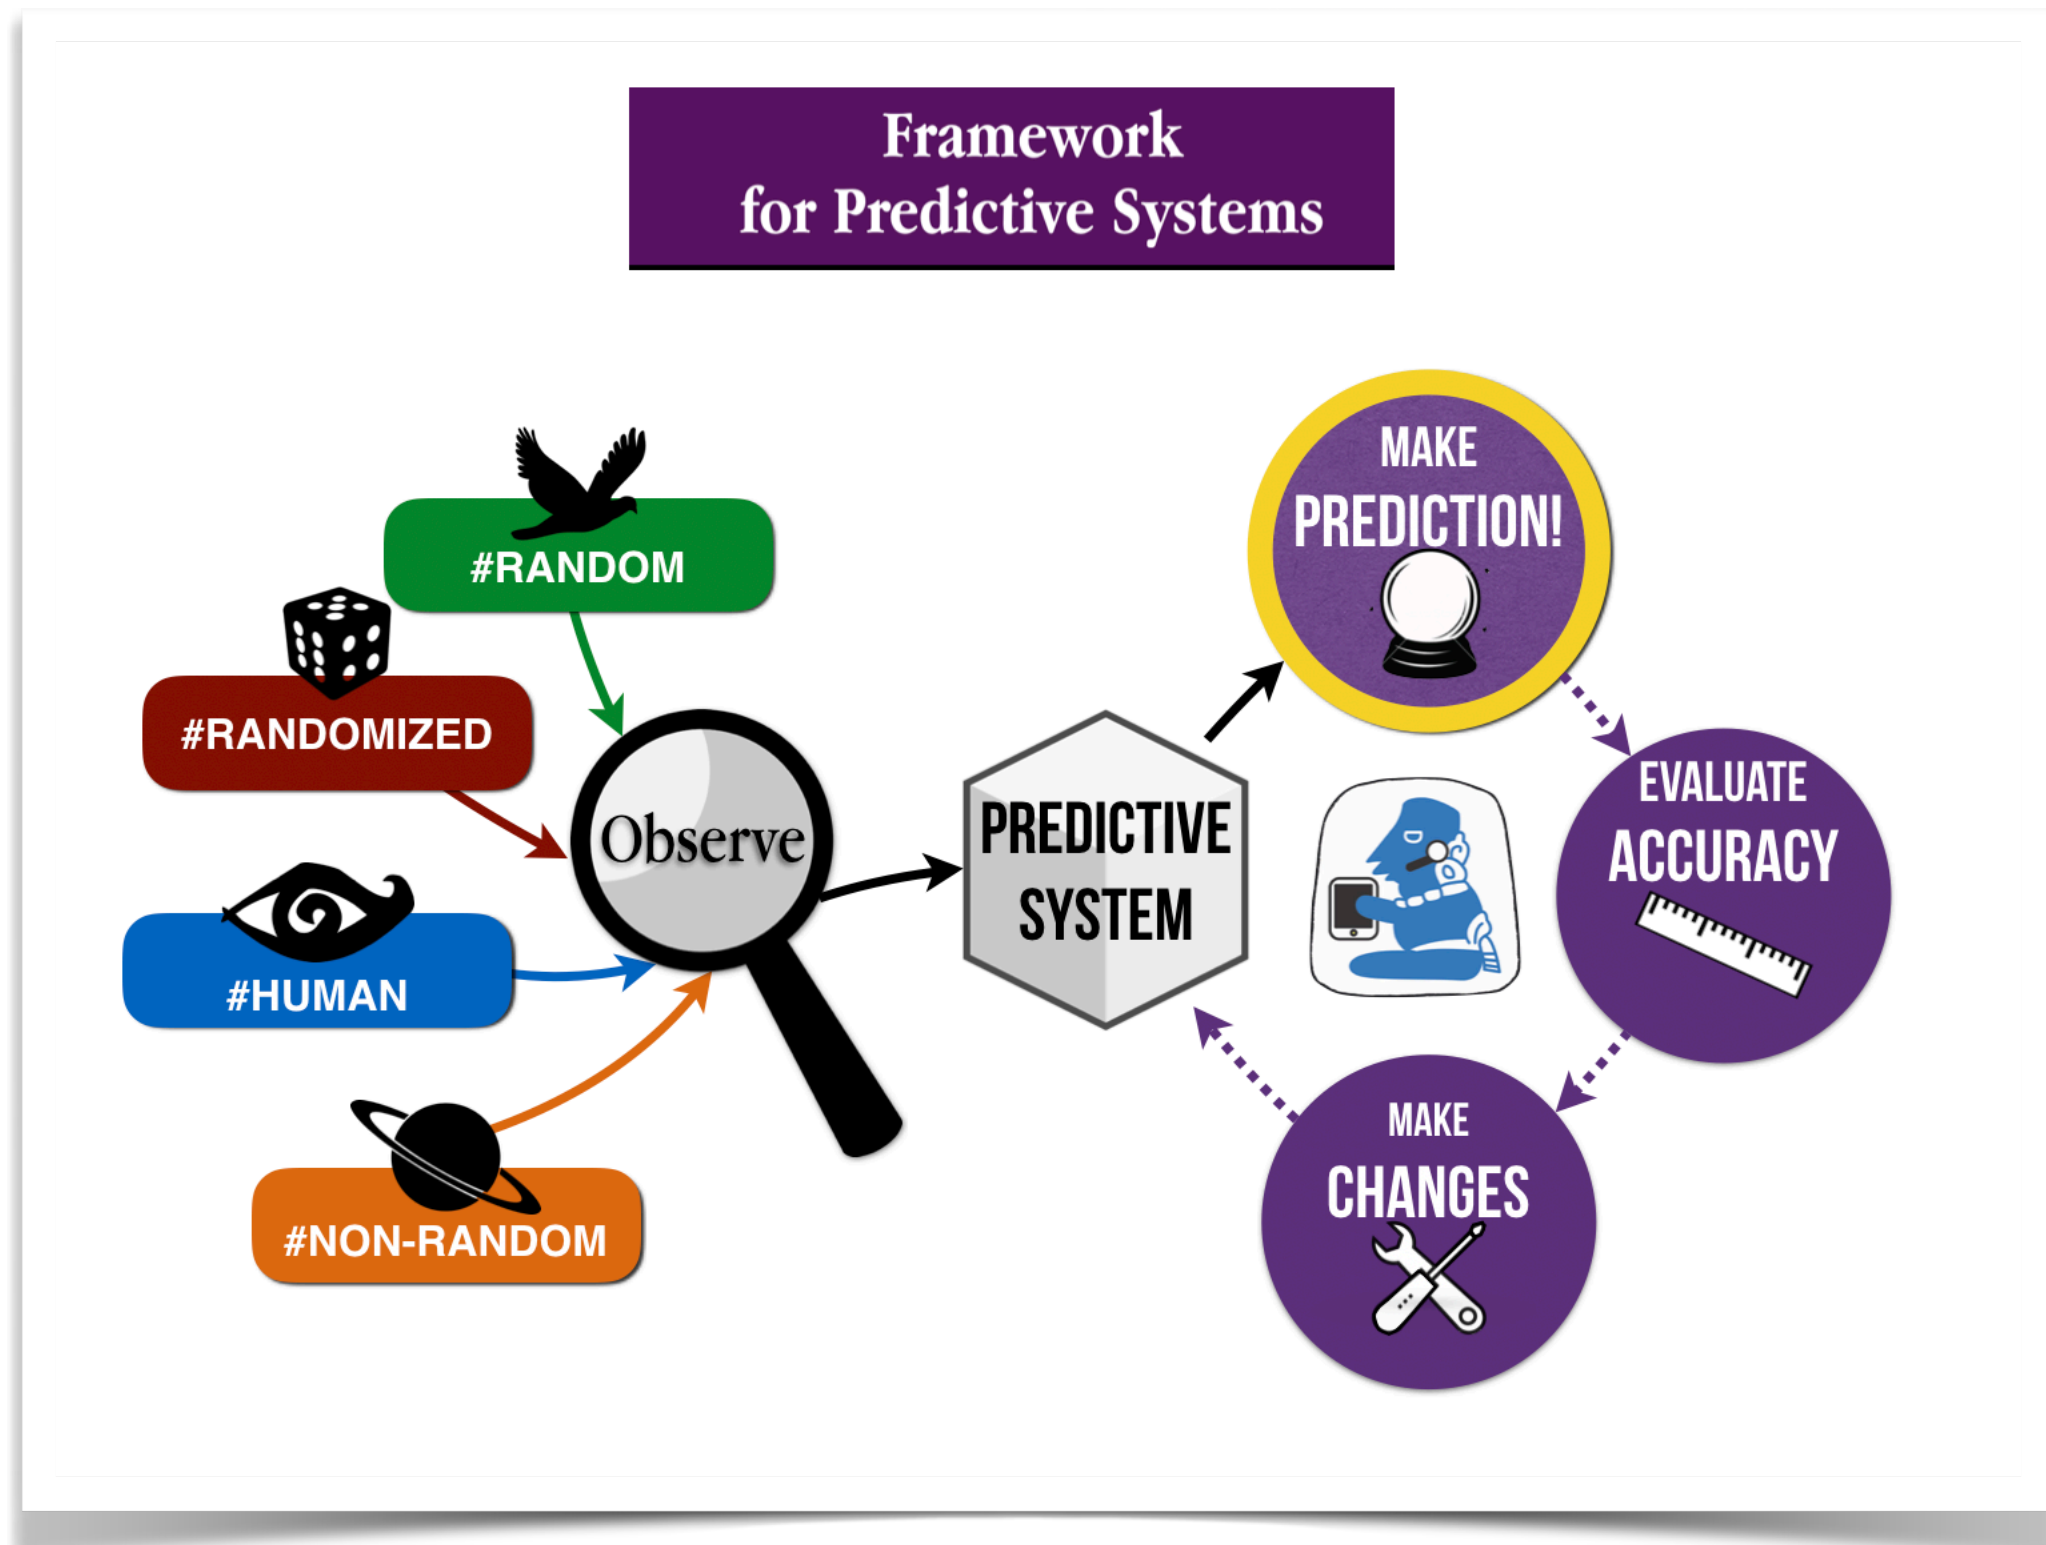 Framework
for Predictive Systems
#RANDOM
#RANDOMIZED
#HUMAN
#NON-RANDOM
Observe
PREDICTIVE
SYSTEM
MAKE
PREDICTION!
EVALUATE
ACCURACY
MAKE
CHANGES